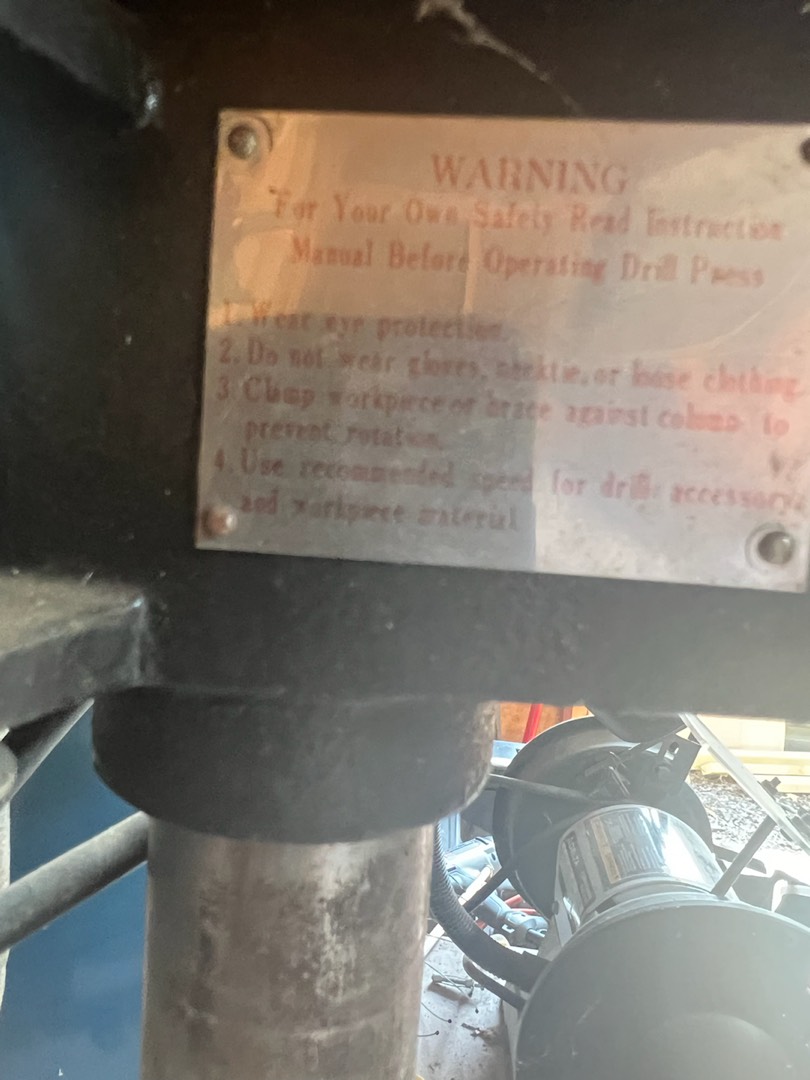 WARNING
For Your Own Safety Read Instruction
Manual Before Operating Drill Press
1. Wear eye protection.
2. Do not wear gloves, necktie, or loose clothing.
3. Clamp workpiece or brace against column to
prevent rotation.
4. Use recommended speed for drill accessory
and workpiece material